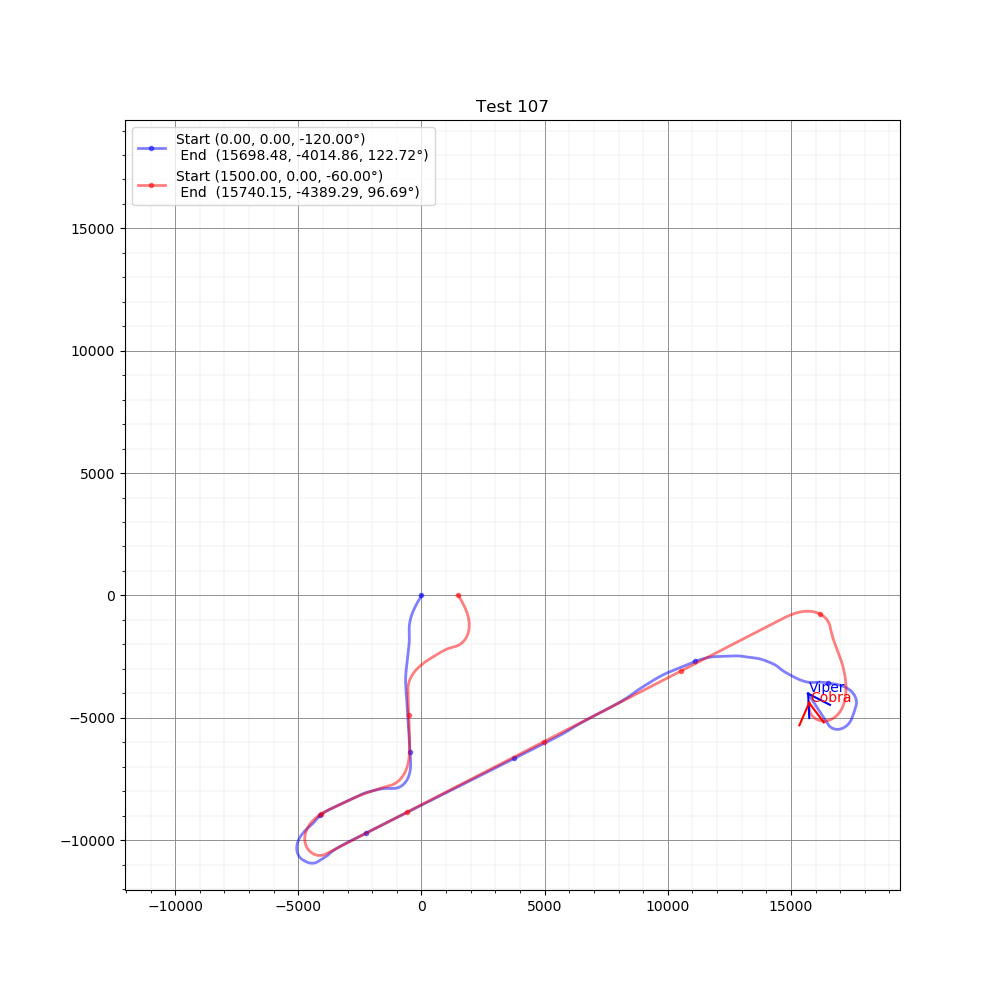 Test 107
Start (0.00, 0.00, -120.00°)
End  (15698.48, -4014.86, 122.72°)
Start (1500.00, 0.00, -60.00°)
End  (15740.15, -4389.29, 96.69°)
15000
10000
5000
0
−5000
−10000
Viper
Cobra
−10000
−5000
0
5000
10000
15000